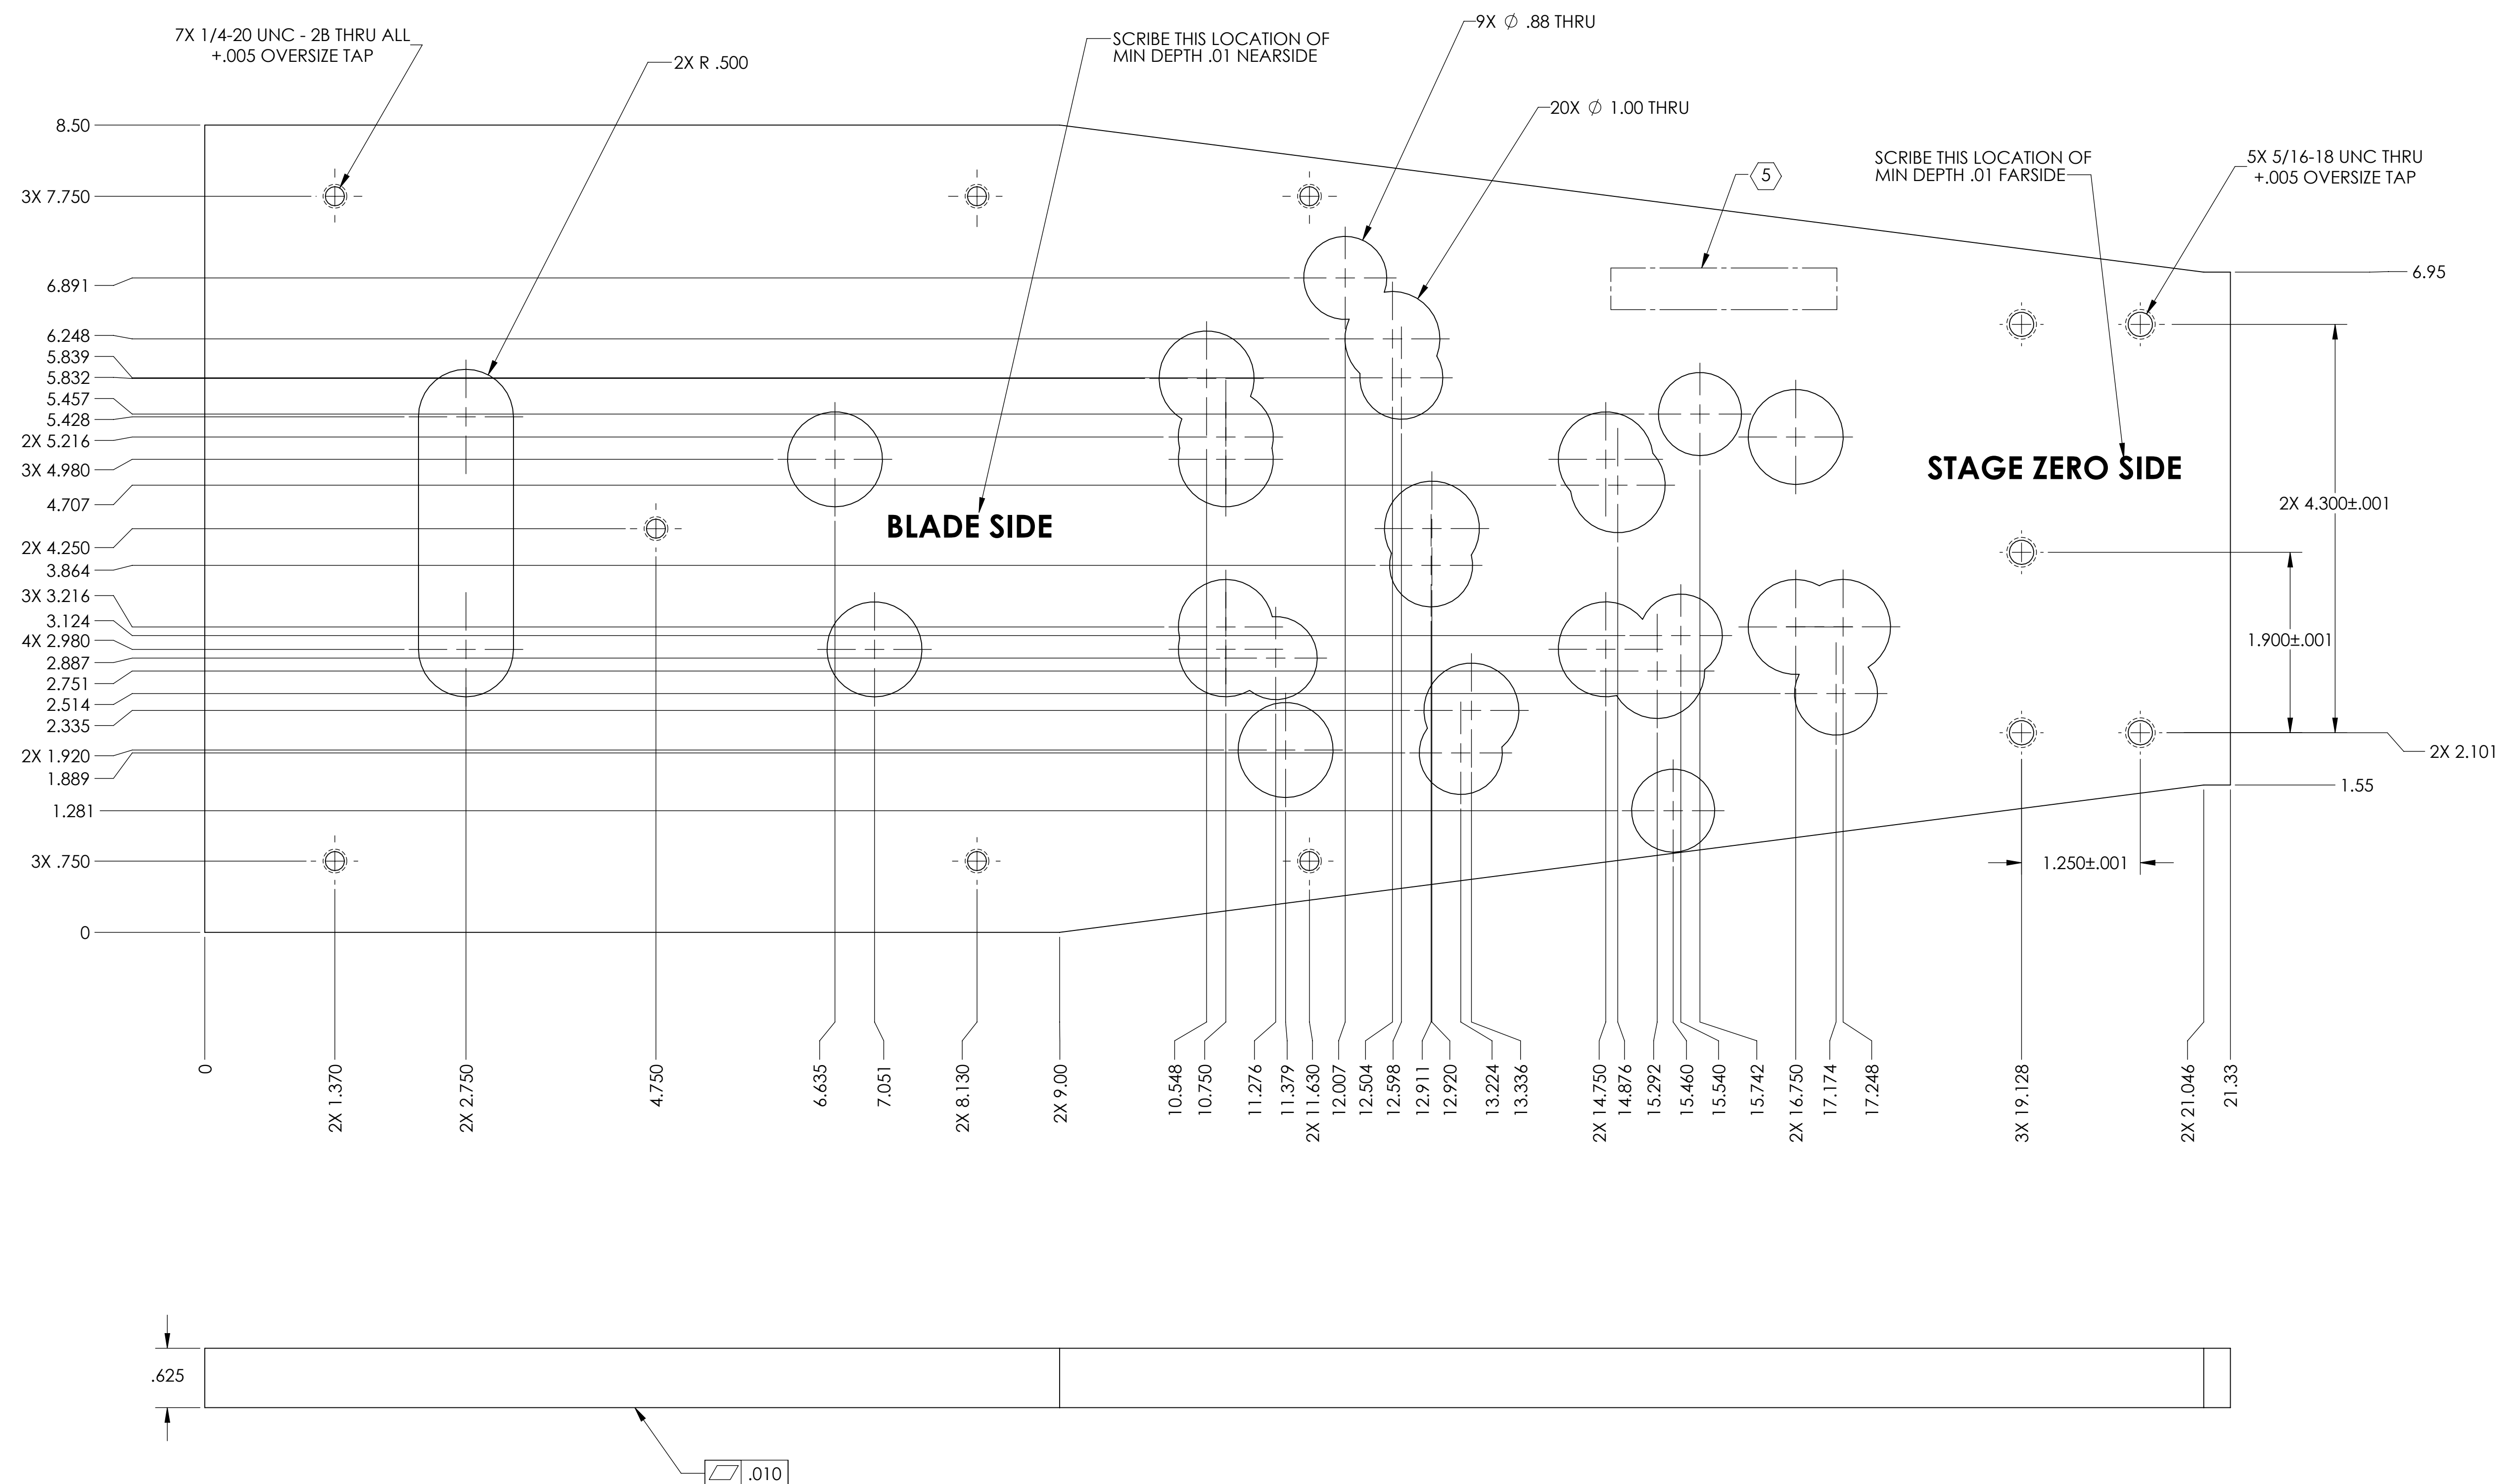 7X 1/4-20 UNC - 2B THRU ALL
+.005 OVERSIZE TAP
2X R .500
SCRIBE THIS LOCATION OF
MIN DEPTH .01 NEARSIDE
9X ∅ .88 THRU
20X ∅ 1.00 THRU
5
SCRIBE THIS LOCATION OF
MIN DEPTH .01 FARSIDE
5X 5/16-18 UNC THRU
+.005 OVERSIZE TAP
8.50
3X 7.750
6.891
6.248
5.839
5.832
5.457
5.428
2X 5.216
3X 4.980
4.707
2X 4.250
3.864
3X 3.216
3.124
4X 2.980
2.887
2.751
2.514
2.335
2X 1.920
1.889
1.281
3X .750
0
BLADE SIDE
STAGE ZERO SIDE
6.95
2X 4.300±.001
1.900±.001
2X 2.101
1.55
1.250±.001
0
2X 1.370
2X 2.750
4.750
6.635
7.051
2X 8.130
2X 9.00
10.548
10.750
11.276
11.379
2X 11.630
12.007
12.504
12.598
12.911
12.920
13.224
13.336
2X 14.750
14.876
15.292
15.460
15.540
15.742
2X 16.750
17.174
17.248
3X 19.128
2X 21.046
21.33
.625
.010